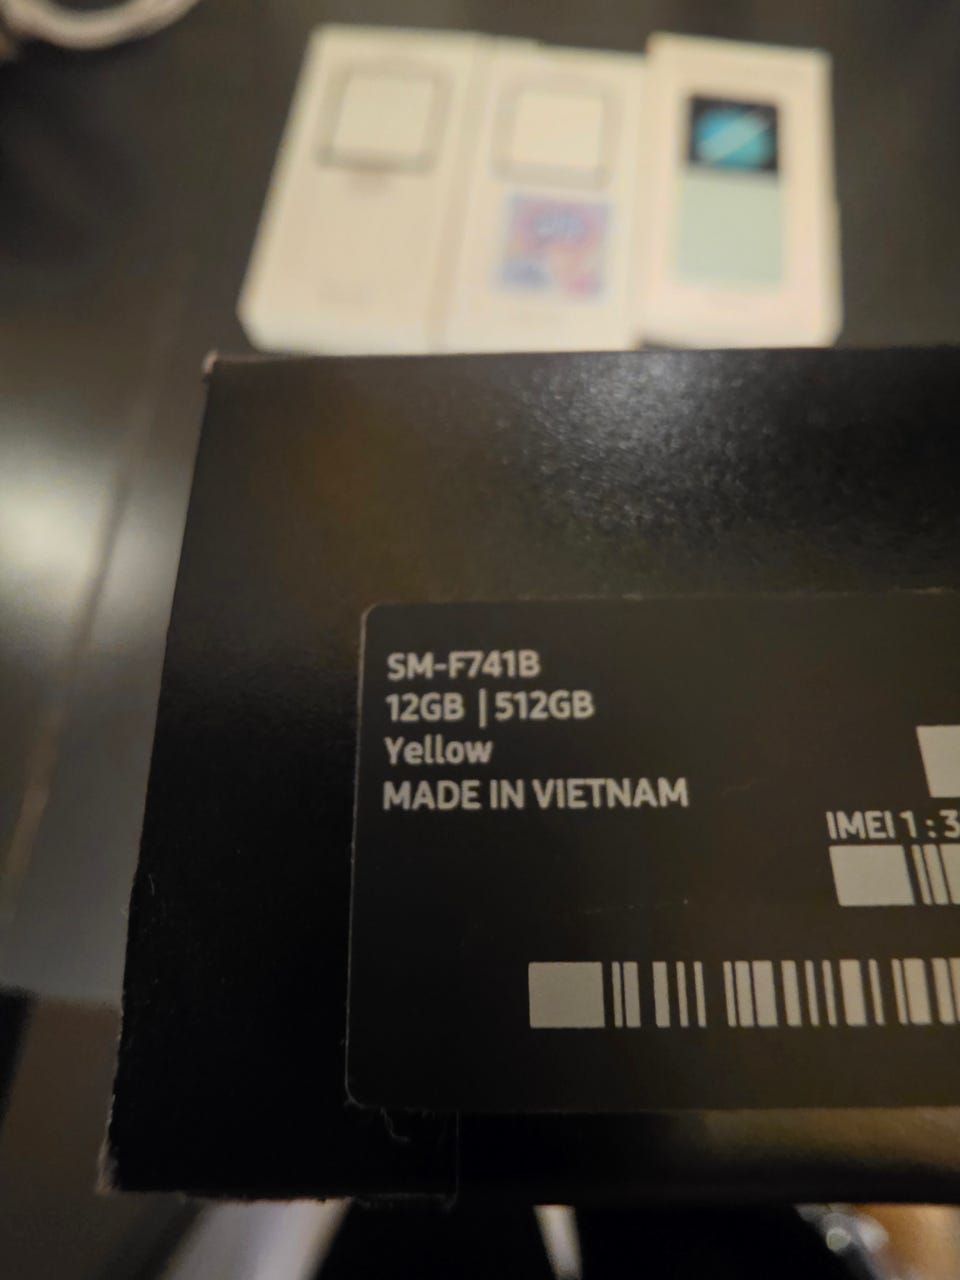 SM-F741B
12GB | 512GB
Yellow
MADE IN VIETNAM
IMEI 1 : 3